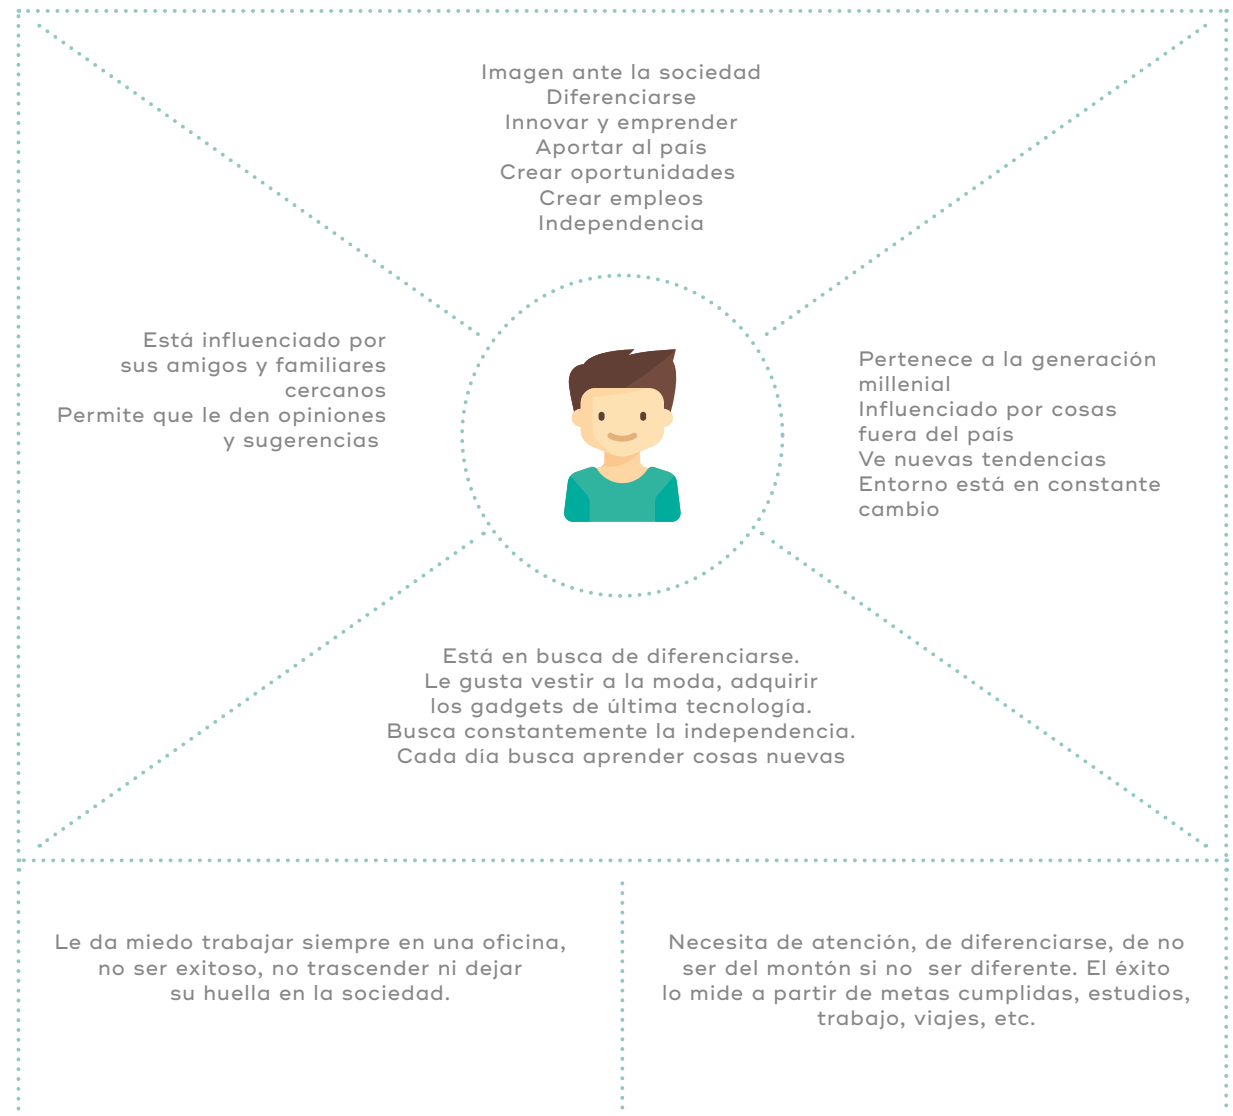 Imagen ante la sociedad
Diferenciarse
Innovar y emprender
Aportar al país
Crear oportunidades
Crear empleos
Independencia
Está influenciado por
sus amigos y familiares
cercanos
Permite que le den opiniones
y sugerencias
Pertenece a la generación
millenial
Influenciado por cosas
fuera del país
Ve nuevas tendencias
Entorno está en constante
cambio
Está en busca de diferenciarse.
Le gusta vestir a la moda, adquirir
los gadgets de última tecnología.
Busca constantemente la independencia.
Cada día busca aprender cosas nuevas
Le da miedo trabajar siempre en una oficina,
no ser exitoso, no trascender ni dejar
su huella en la sociedad.
Necesita de atención, de diferenciarse, de no
ser del montón si no  ser diferente. El éxito
lo mide a partir de metas cumplidas, estudios,
trabajo, viajes, etc.